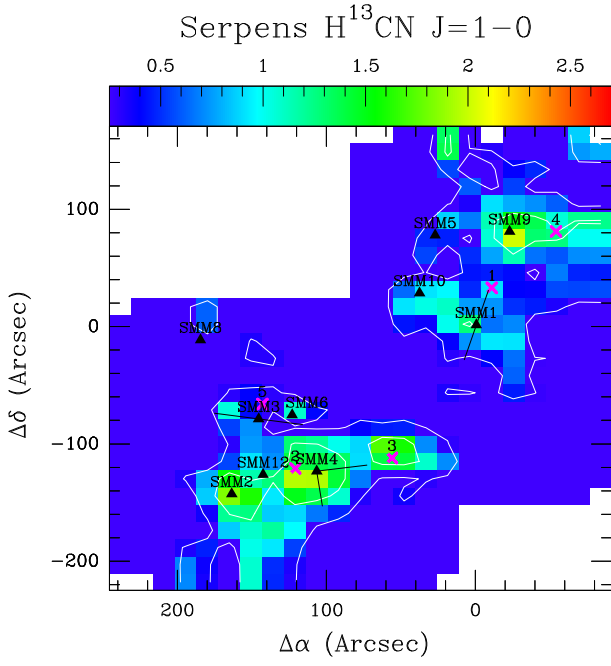 Serpens H¹³CN J=1−0
0.5 1 1.5 2 2.5
100
0
−100
−200
Δδ (Arcsec)
SMM5
SMM9
4
SMM10
1
SMM1
SMM8
5
SMM3
SMM6
3
SMM12
2
SMM4
SMM2
200 100 0
Δα (Arcsec)